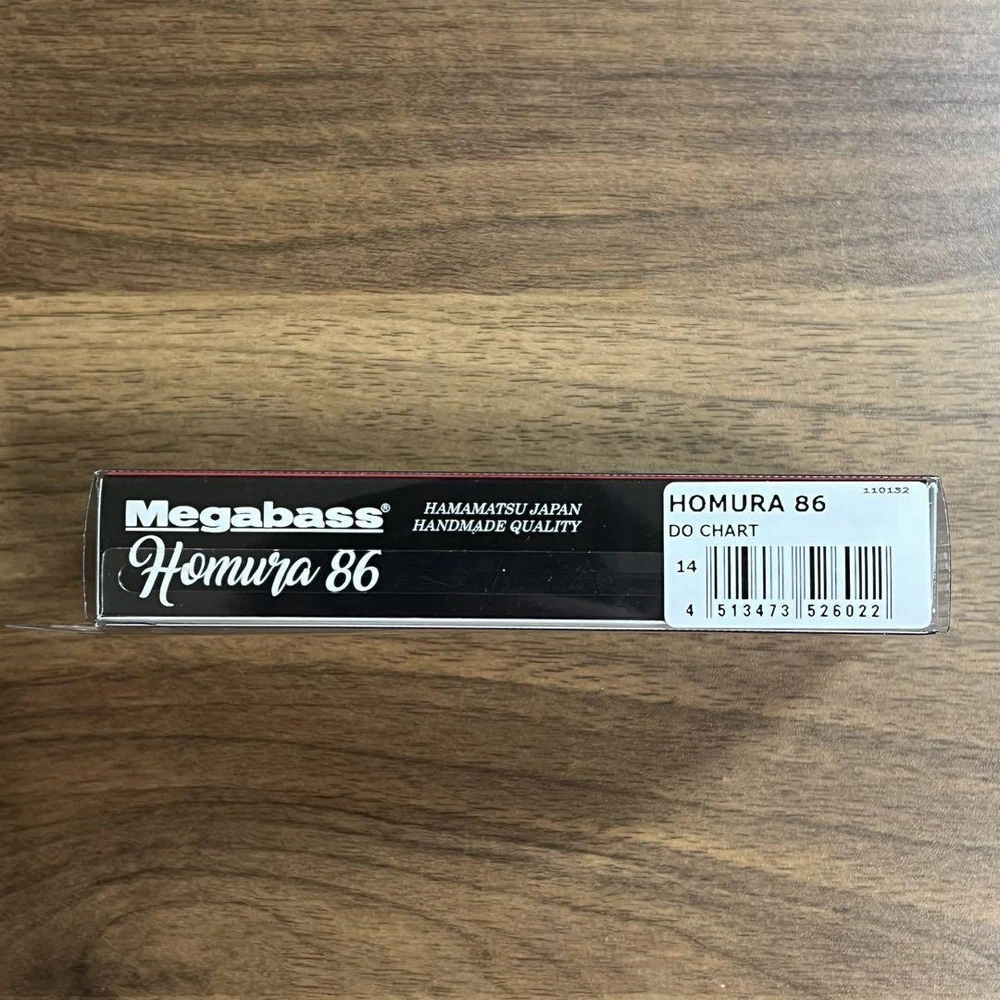 Megabass®
Homura 86
HAMAMATSU JAPAN
HANDMADE QUALITY
110132
HOMURA 86
DO CHART
14
4 513473 526022